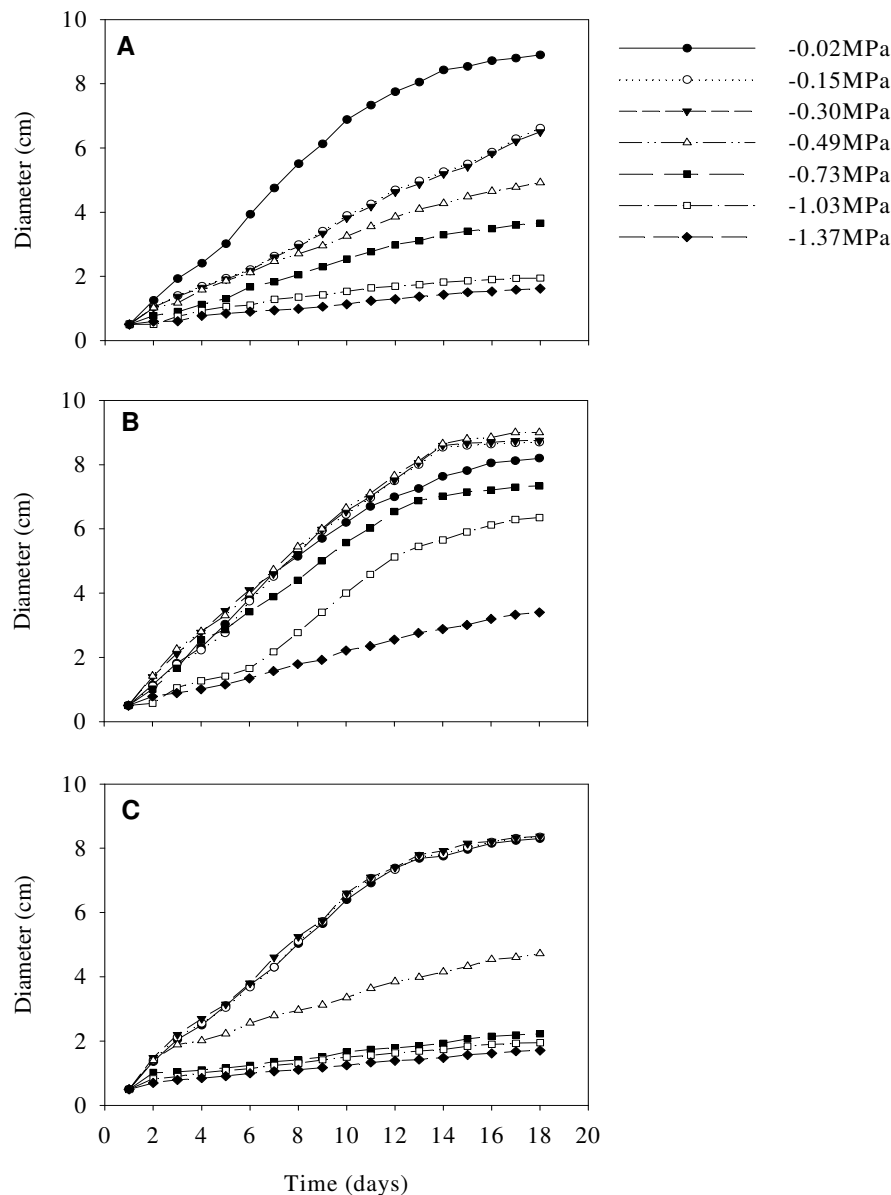 A
10
8
6
4
2
0
Diameter (cm)
-0.02MPa
-0.15MPa
-0.30MPa
-0.49MPa
-0.73MPa
-1.03MPa
-1.37MPa
B
10
8
6
4
2
0
Diameter (cm)
C
10
8
6
4
2
0
Diameter (cm)
0 2 4 6 8 10 12 14 16 18 20
Time (days)